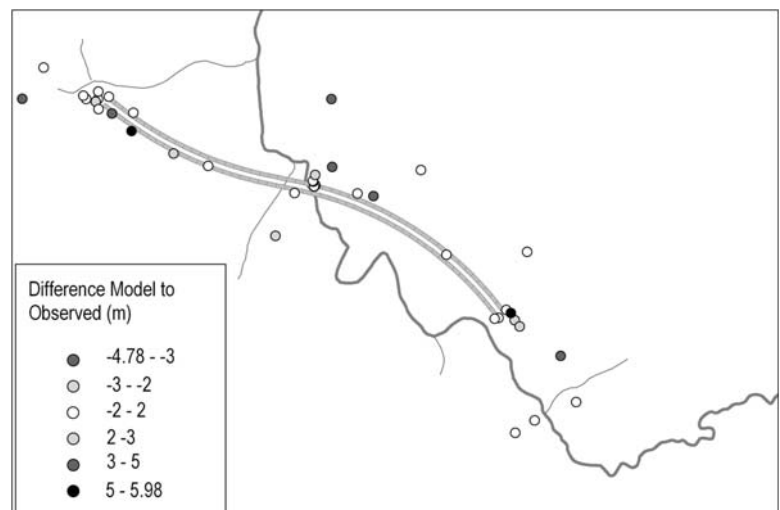 Difference Model to
Observed (m)
-4.78 - -3
-3 - -2
-2 - 2
2 -3
3 - 5
5 - 5.98